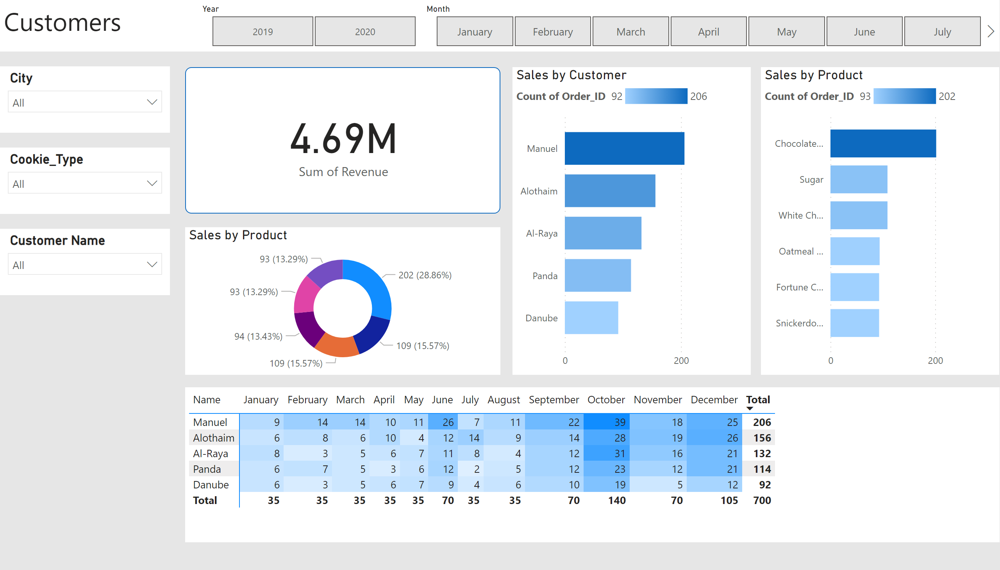 Customers
Year
2019 2020
Month
January February March April May June July
City
All
Cookie_Type
All
Customer Name
All
4.69M
Sum of Revenue
Sales by Product
93 (13.29%)
202 (28.86%)
93 (13.29%)
94 (13.43%)
109 (15.57%)
109 (15.57%)
Sales by Customer
Count of Order_ID 92 206
Manuel
Alothaim
Al-Raya
Panda
Danube
0 200
Sales by Product
Count of Order_ID 93 202
Chocolate...
Sugar
White Ch...
Oatmeal ...
Fortune C...
Snickerdo...
0 200
Name January February March April May June July August September October November December Total
Manuel 9 14 14 10 11 26 7 11 22 39 18 25 206
Alothaim 6 8 6 10 4 12 14 9 14 28 19 26 156
Al-Raya 8 3 5 6 7 11 8 4 12 31 16 21 132
Panda 6 7 5 3 6 12 2 5 12 23 12 21 114
Danube 6 3 5 6 7 9 4 6 10 19 5 12 92
Total 35 35 35 35 35 70 35 35 70 140 70 105 700